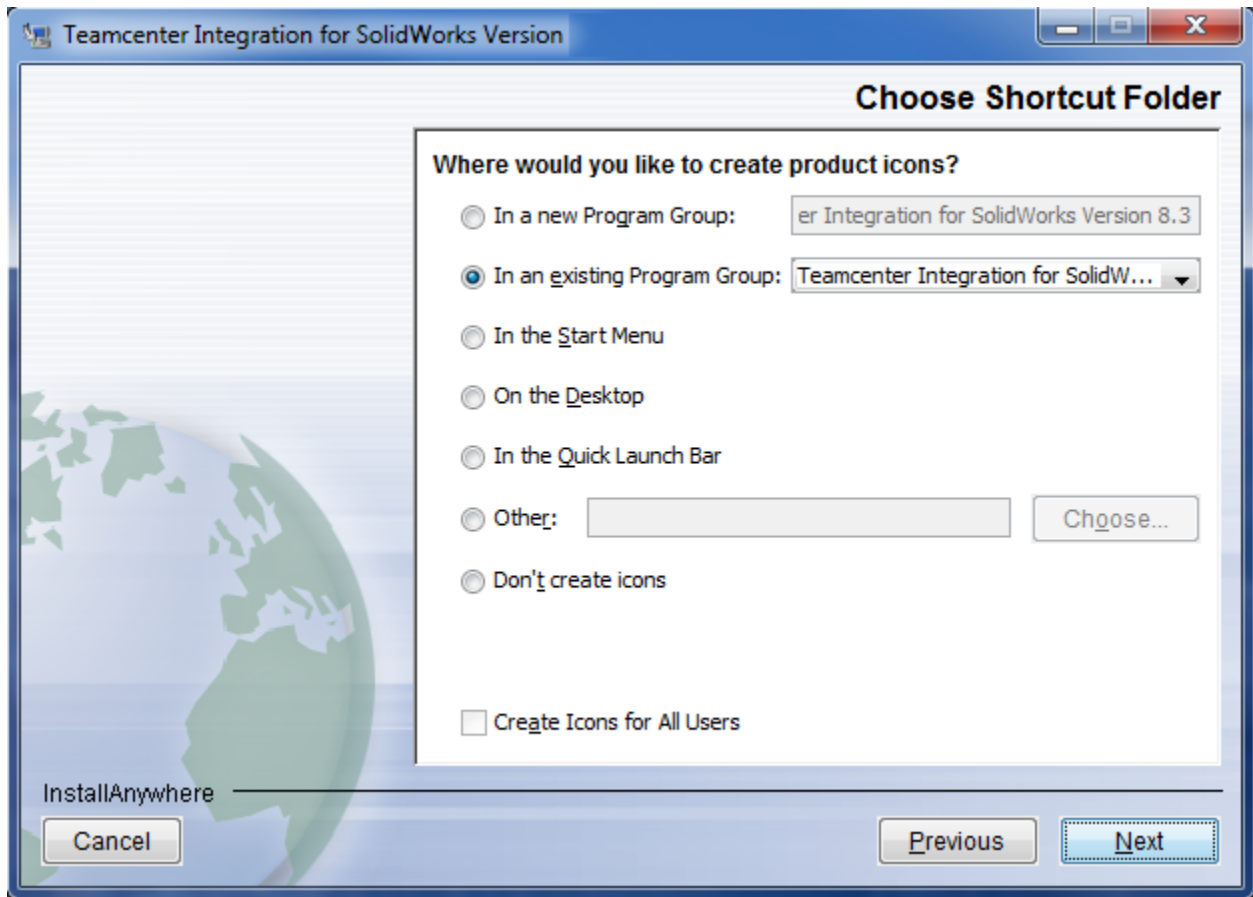 Teamcenter Integration for SolidWorks Version
Choose Shortcut Folder
Where would you like to create product icons?
In a new Program Group: er Integration for SolidWorks Version 8.3
In an existing Program Group: Teamcenter Integration for SolidW...
In the Start Menu
On the Desktop
In the Quick Launch Bar
Other: Choose...
Don't create icons
Create Icons for All Users
InstallAnywhere
Cancel Previous Next